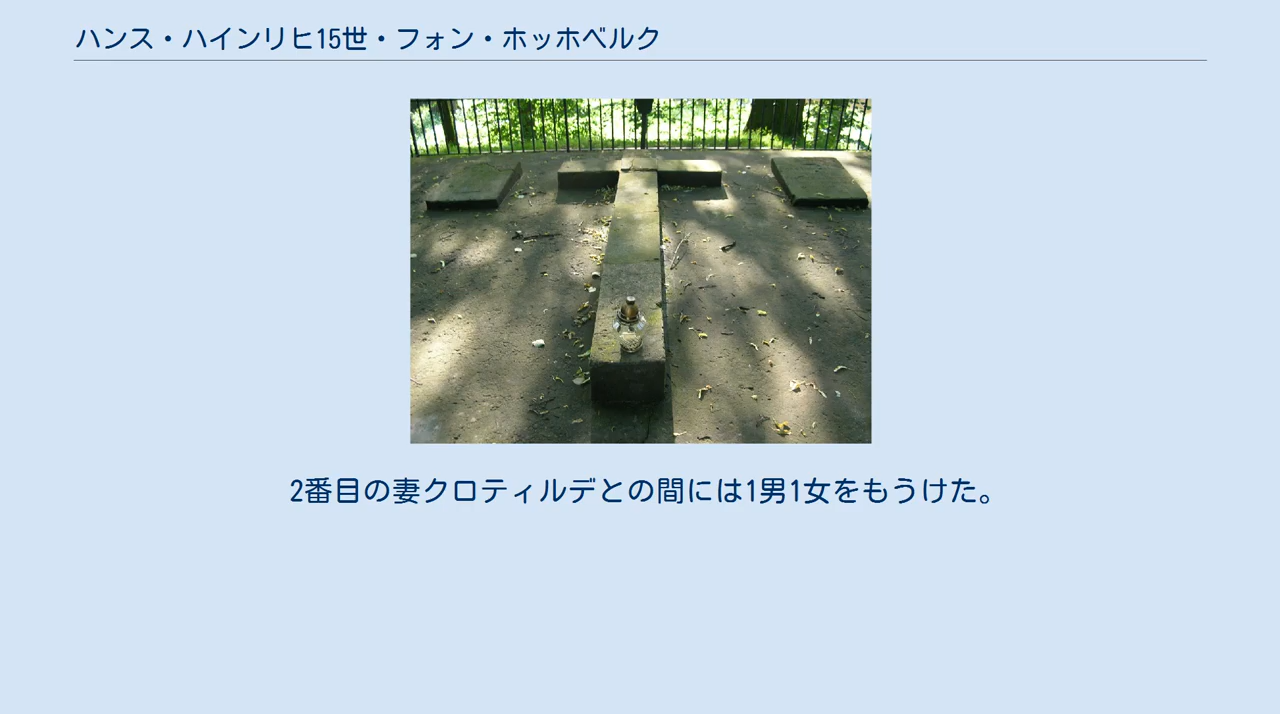 ハンス・ハインリヒ15世・フォン・ホッホベルク
2番目の妻クロティルデとの間には1男1女をもうけた。